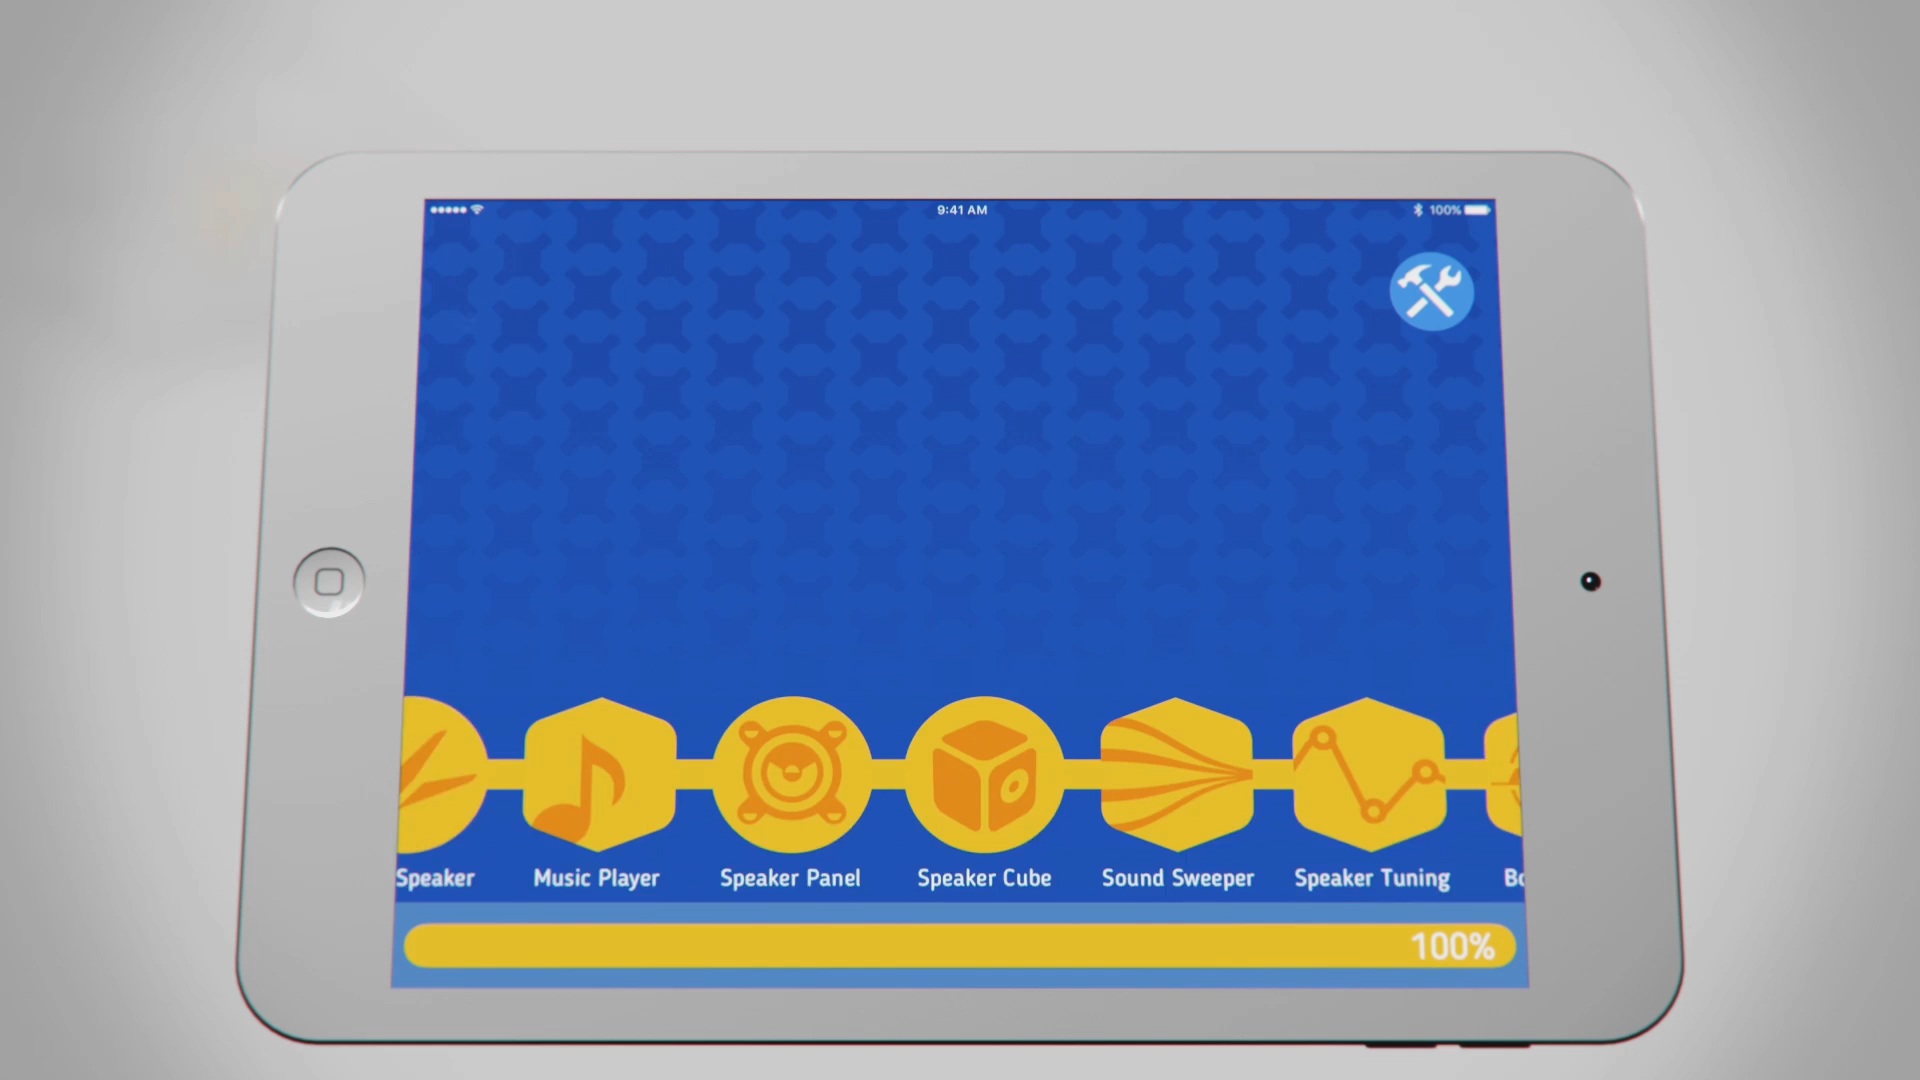 9:41 AM
100%
Speaker
Music Player
Speaker Panel
Speaker Cube
Sound Sweeper
Speaker Tuning
100%